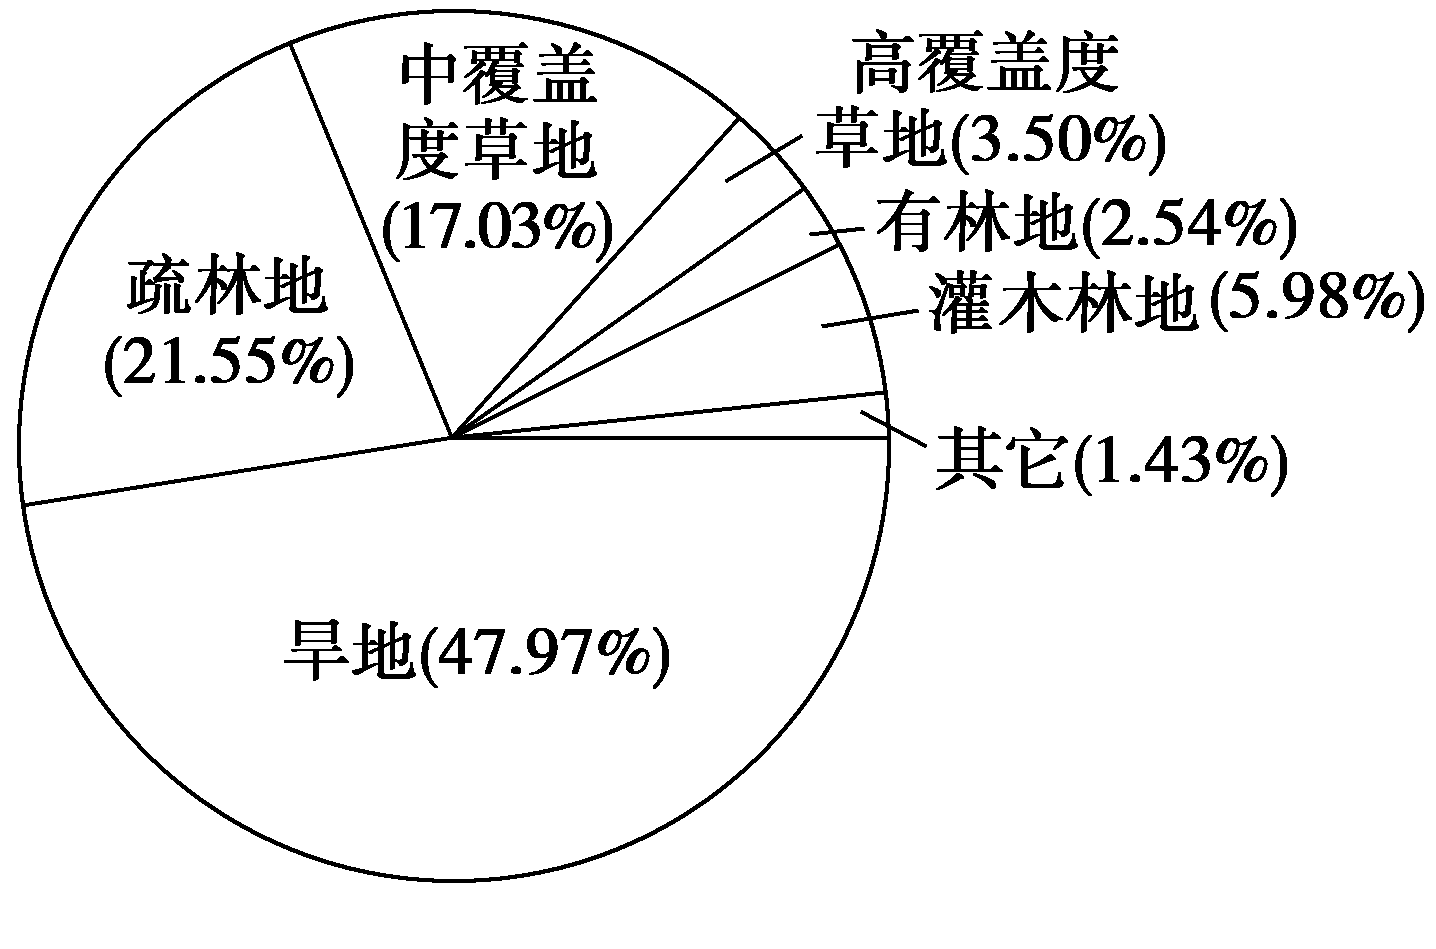 中覆盖
度草地
(17.03%)
高覆盖度
草地(3.50%)
有林地(2.54%)
灌木林地(5.98%)
疏林地
(21.55%)
其它(1.43%)
旱地(47.97%)